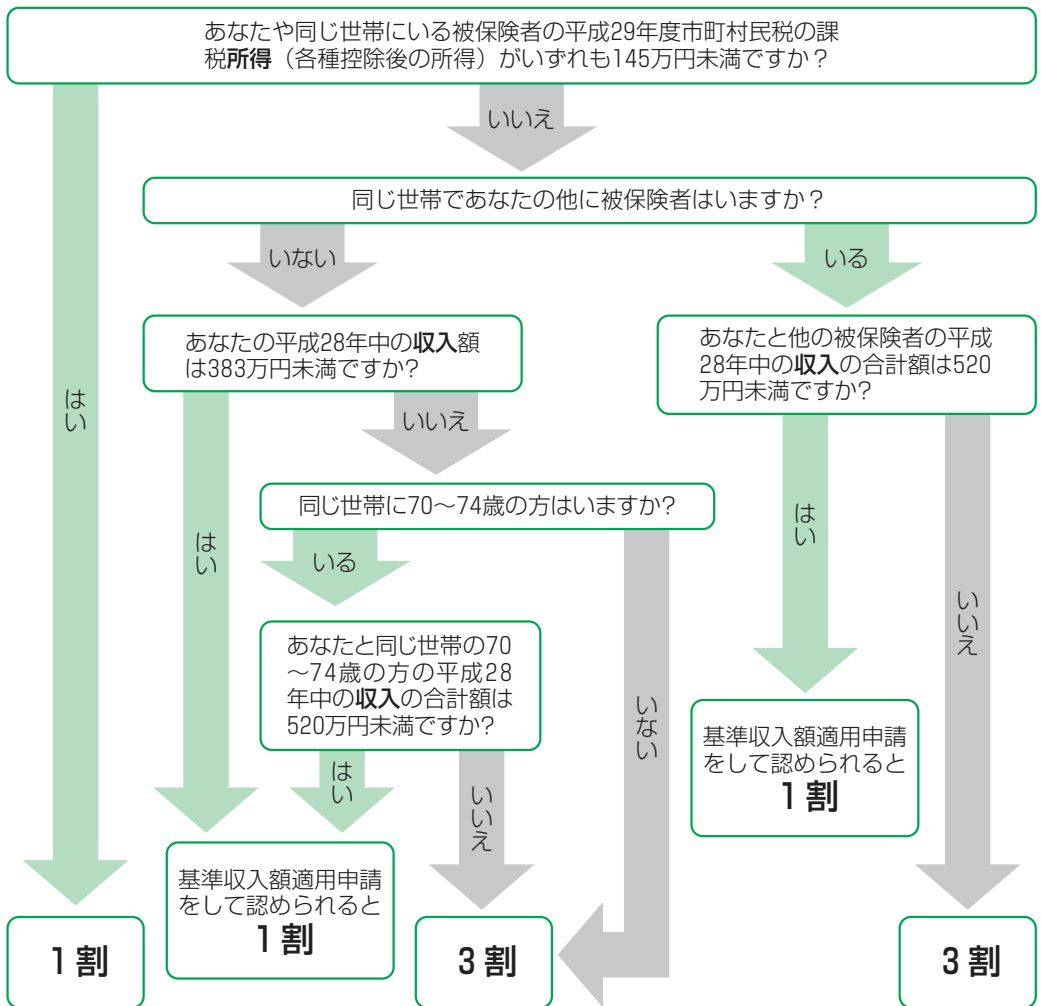 あなたや同じ世帯にいる被保険者の平成29年度市町村民税の課
税所得（各種控除後の所得）がいずれも145万円未満ですか？
いいえ
同じ世帯であなたの他に被保険者はいますか？
いない
いる
あなたの平成28年中の収入額
は383万円未満ですか？
あなたと他の被保険者の平成
28年中の収入の合計額は520
万円未満ですか？
はい
いいえ
同じ世帯に70～74歳の方はいますか？
はい
はい
いる
いいえ
あなたと同じ世帯の70
～74歳の方の平成28
年中の収入の合計額は
520万円未満ですか？
いない
基準収入額適用申請
をして認められると
1割
はい
いいえ
基準収入額適用申請
をして認められると
1割
1割
3割
3割